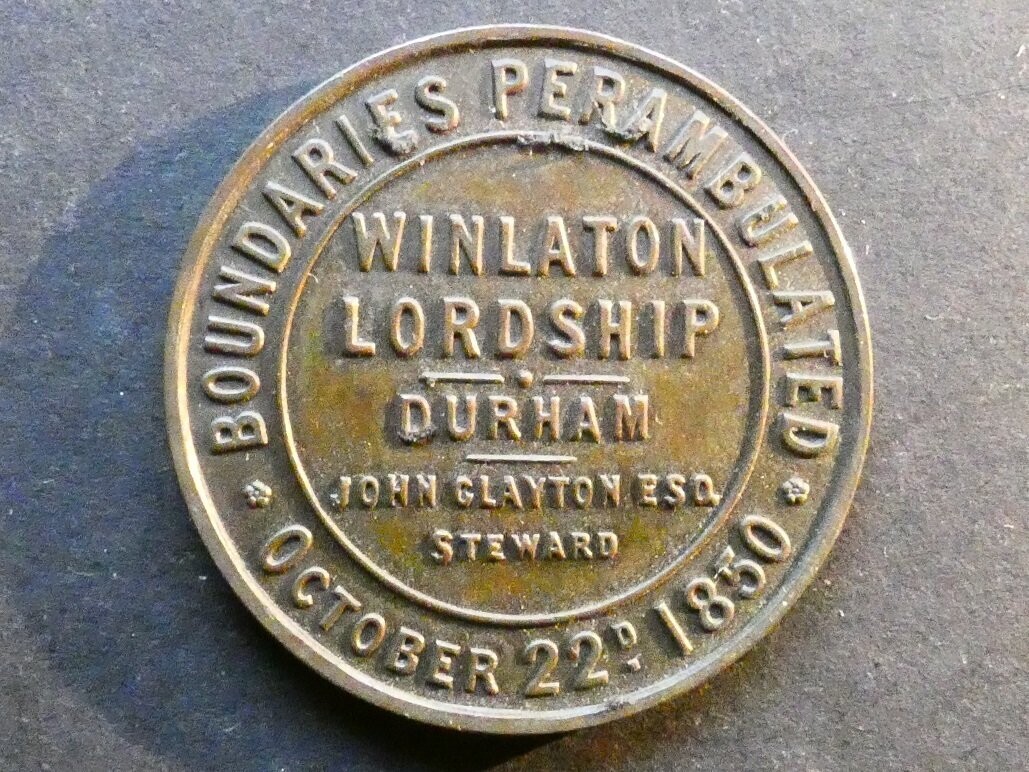 BOUNDARIES PERAMBULATED
WINLATON
LORDSHIP
DURHAM
JOHN CLAYTON ESQ.
STEWARD
OCTOBER 22D 1850